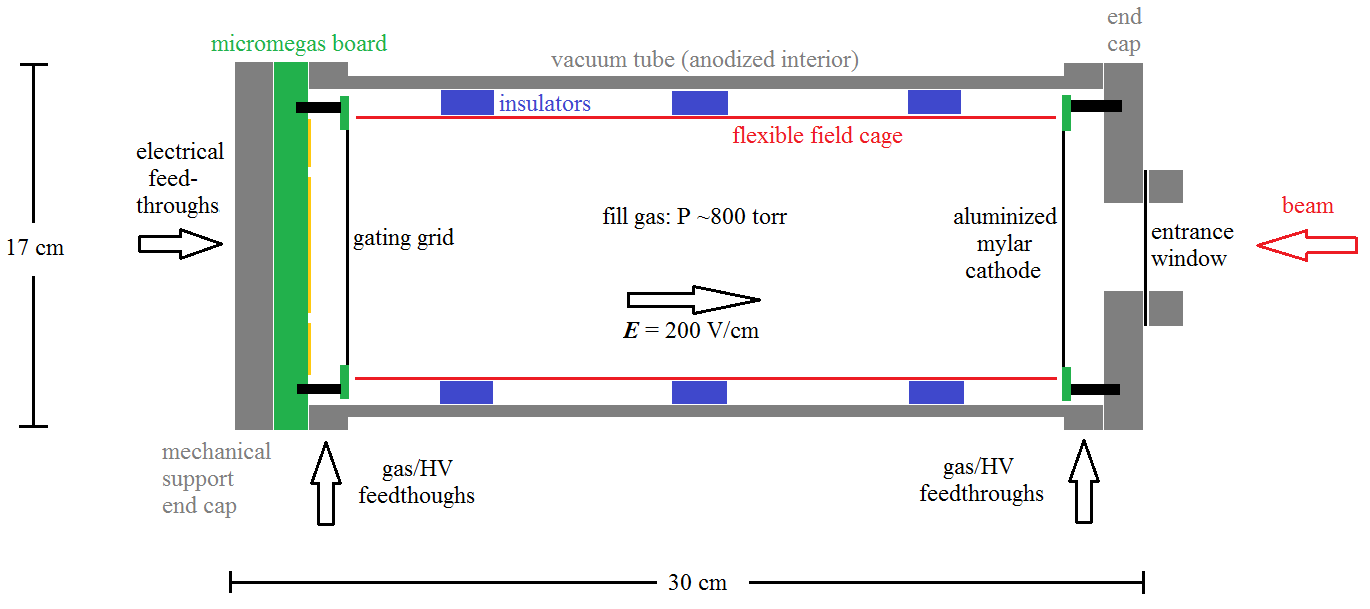 end
cap
micromegas board
vacuum tube (anodized interior)
insulators
flexible field cage
electrical
feed-
throughs
17 cm
gating grid
fill gas: P ~800 torr
aluminized
mylar
cathode
entrance
window
beam
E = 200 V/cm
mechanical
support
end cap
gas/HV
feedthoughs
gas/HV
feedthroughs
30 cm